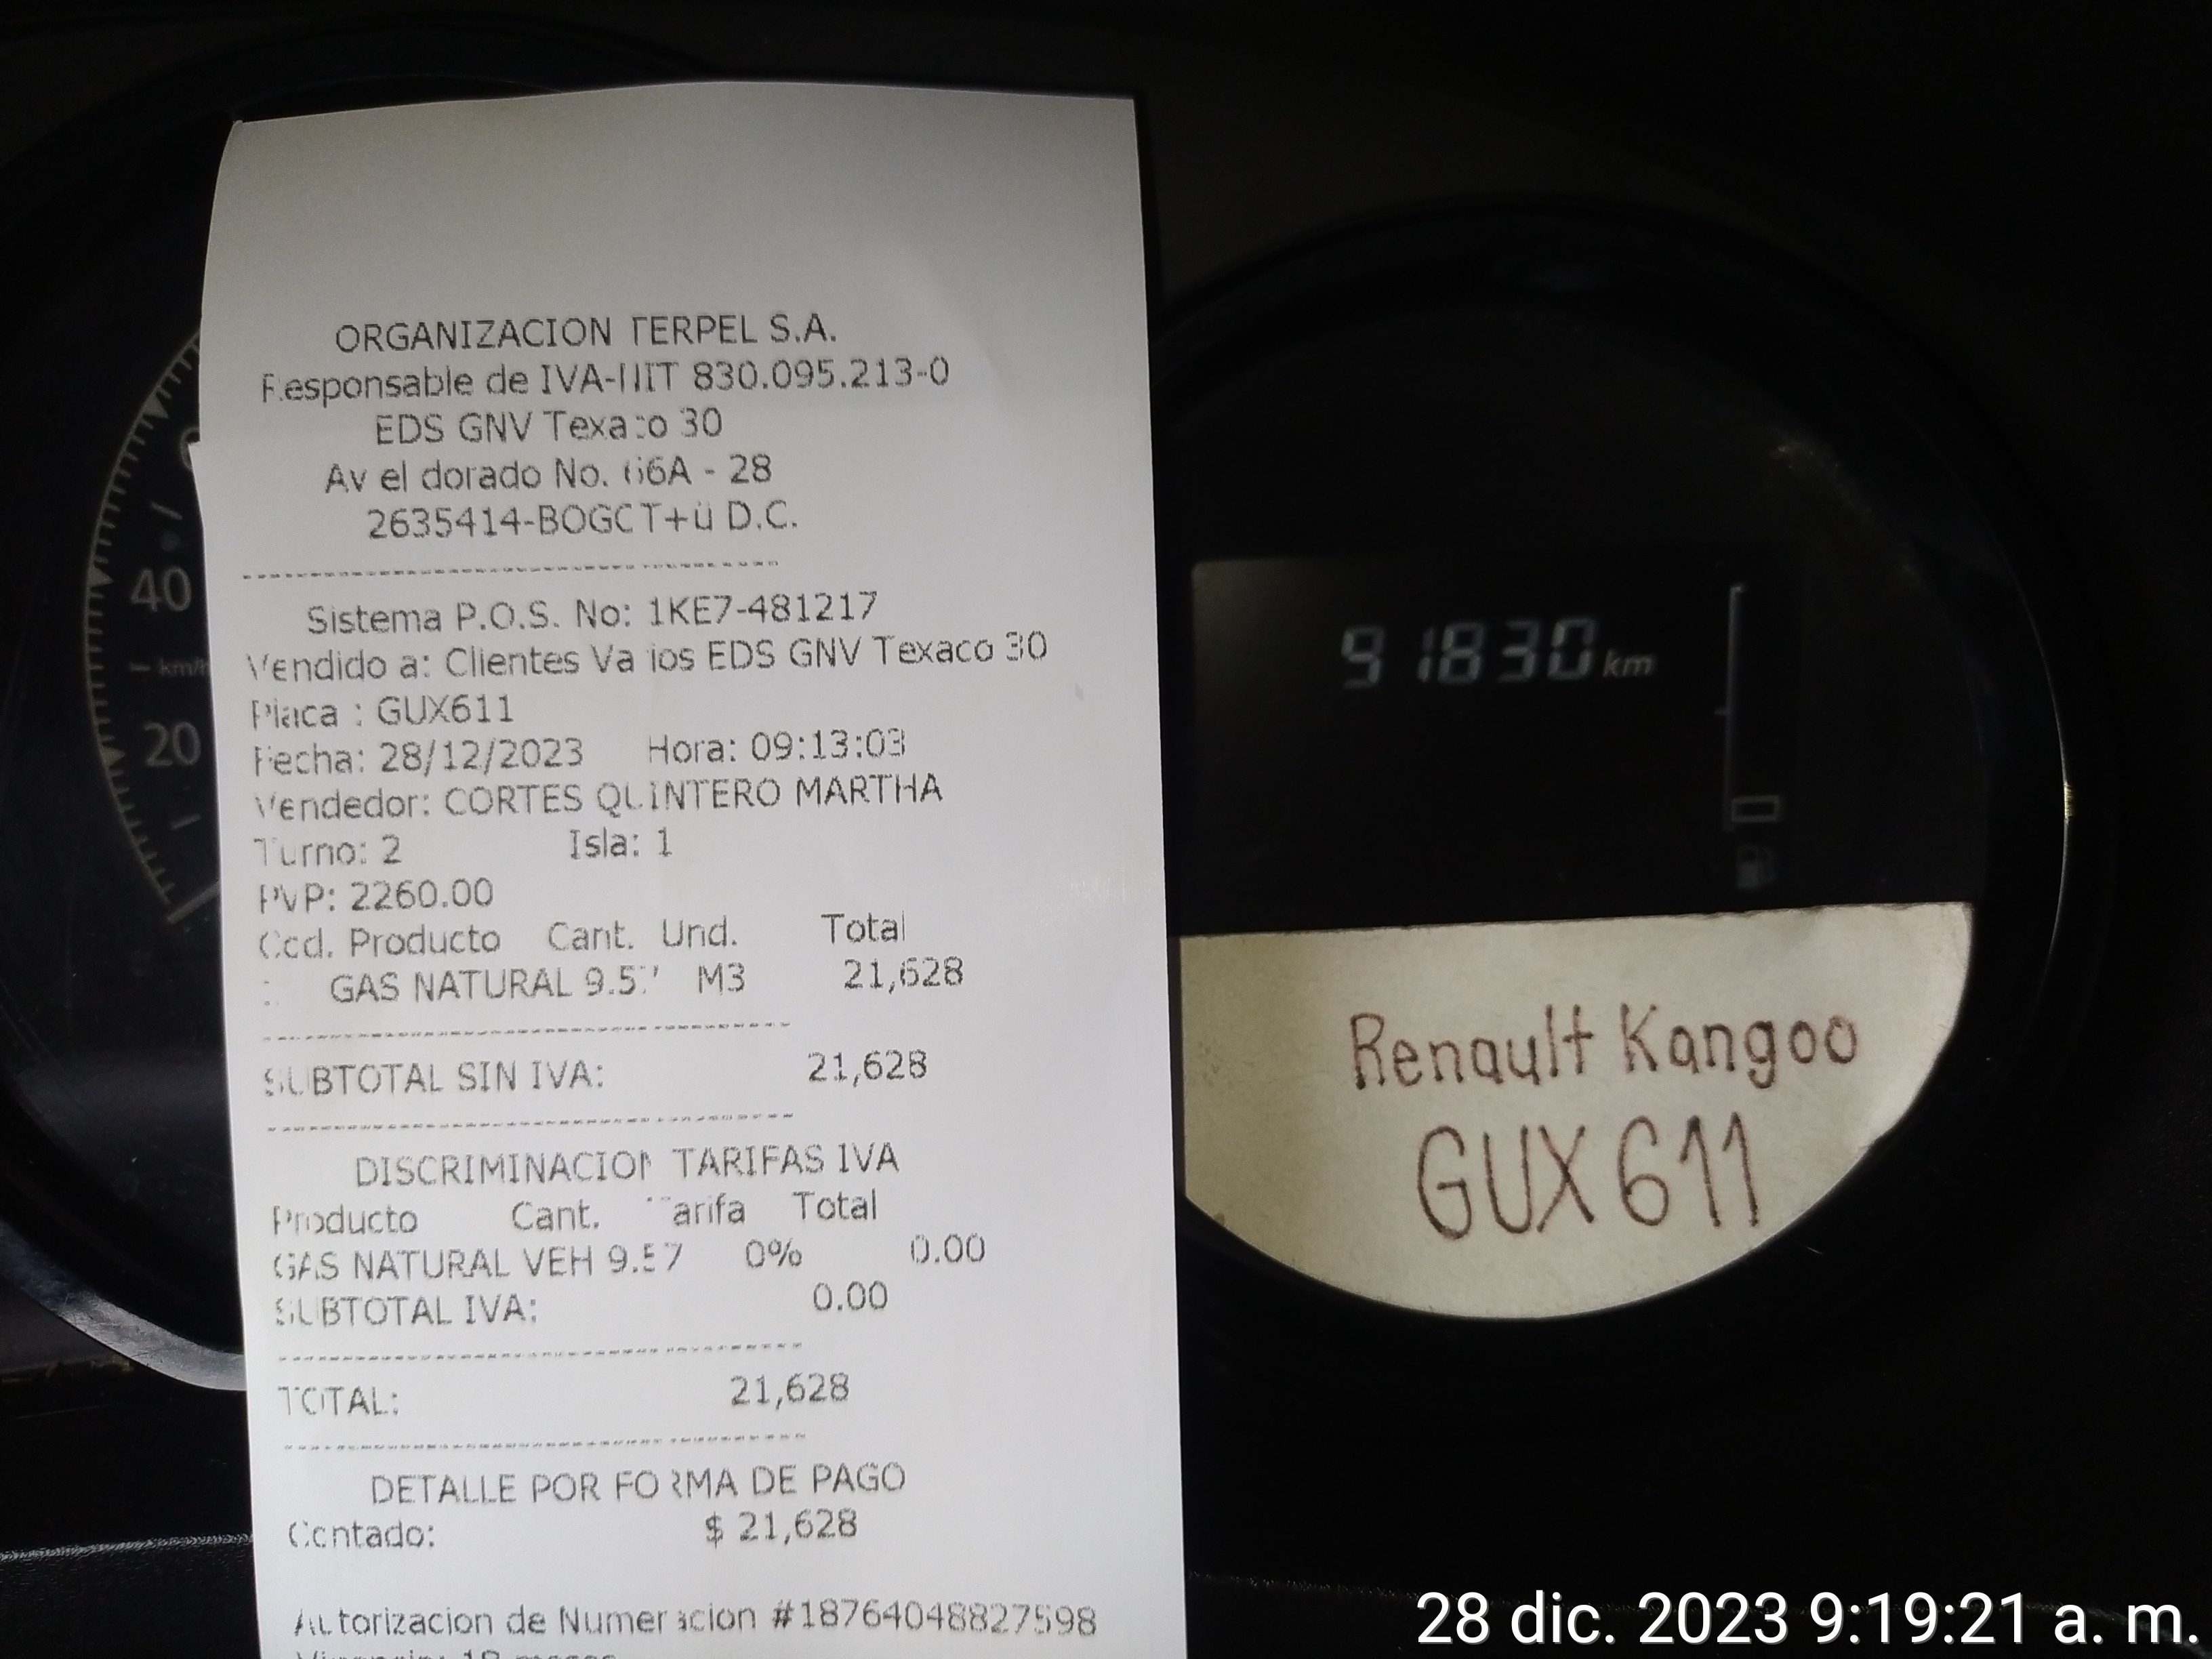 ORGANIZACION TERPEL S.A.
Responsable de IVA-NIT 830.095.213-0
EDS GNV Texaco 30
Av el dorado No. 66A - 28
2635414-BOGOT+ü D.C.
Sistema P.O.S. No: 1KE7-481217
Vendido a: Clientes Varios EDS GNV Texaco 30
Placa : GUX611
Fecha: 28/12/2023 Hora: 09:13:03
Vendedor: CORTES QUINTERO MARTHA
Turno: 2 Isla: 1
PVP: 2260.00
Cod. Producto Cant. Und. Total
GAS NATURAL 9.57 M3 21,628
SUBTOTAL SIN IVA: 21,628
DISCRIMINACION TARIFAS IVA
Producto Cant. Tarifa Total
GAS NATURAL VEH 9.57 0% 0.00
SUBTOTAL IVA: 0.00
TOTAL: 21,628
DETALLE POR FORMA DE PAGO
Contado: $ 21,628
Autorizacion de Numeracion #18764048827598
40
km/h
20
91830 km
Renault Kangoo
GUX 611
28 dic. 2023 9:19:21 a. m.